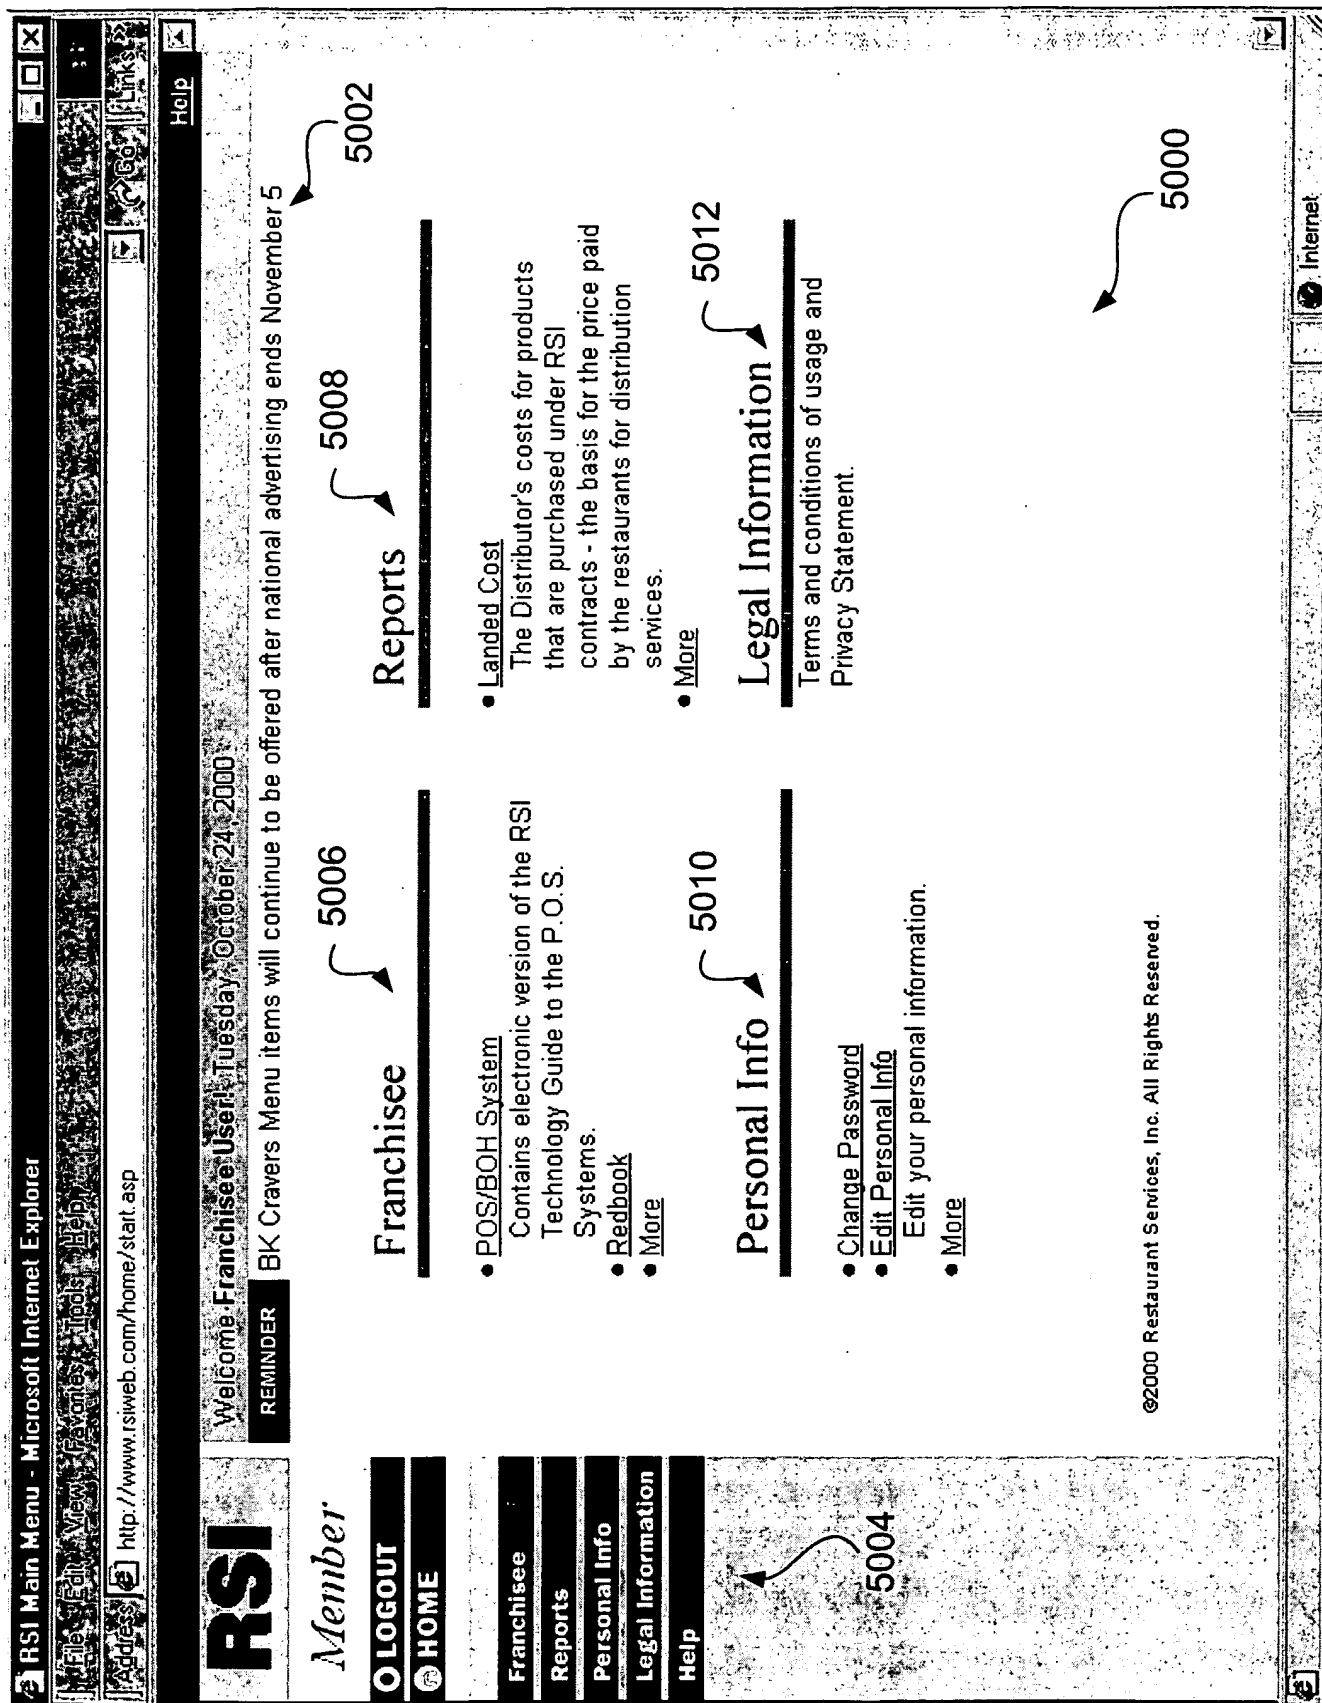 RSI Main Menu - Microsoft Internet Explorer
File Edit View Favorites Tools Help
Address http://www.rsiweb.com/home/start.asp Go Links »
Help
RSI
Welcome Franchisee User! Tuesday, October 24, 2000
REMINDER BK Cravers Menu items will continue to be offered after national advertising ends November 5
5002
Member
LOGOUT
HOME
Franchisee
Reports
Personal Info
Legal Information
Help
5004
5006
Franchisee
• POS/BOH System
Contains electronic version of the RSI
Technology Guide to the P.O.S.
Systems.
• Redbook
• More
5008
Reports
• Landed Cost
The Distributor's costs for products
that are purchased under RSI
contracts - the basis for the price paid
by the restaurants for distribution
services.
• More
5010
Personal Info
• Change Password
• Edit Personal Info
Edit your personal information.
• More
5012
Legal Information
Terms and conditions of usage and
Privacy Statement.
5000
©2000 Restaurant Services, Inc. All Rights Reserved.
Internet